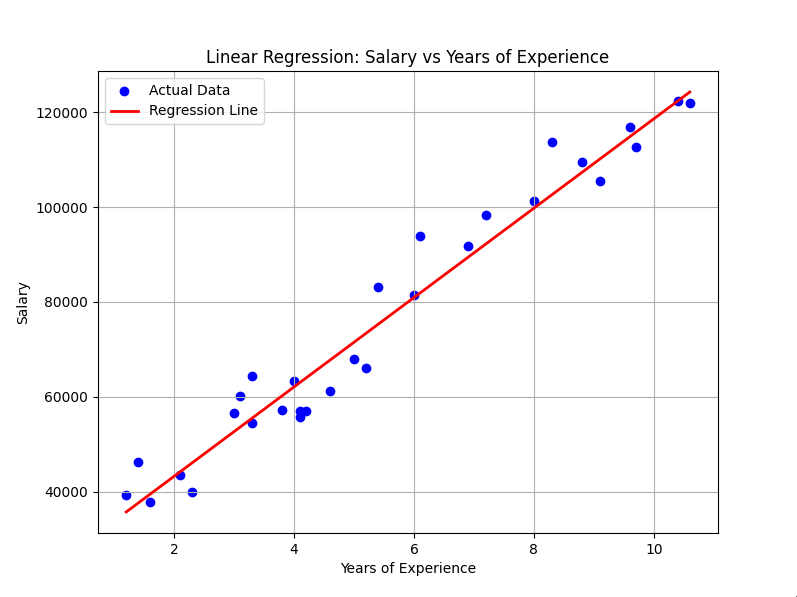 Linear Regression: Salary vs Years of Experience
Actual Data
Regression Line
120000
100000
80000
60000
40000
Salary
2 4 6 8 10
Years of Experience